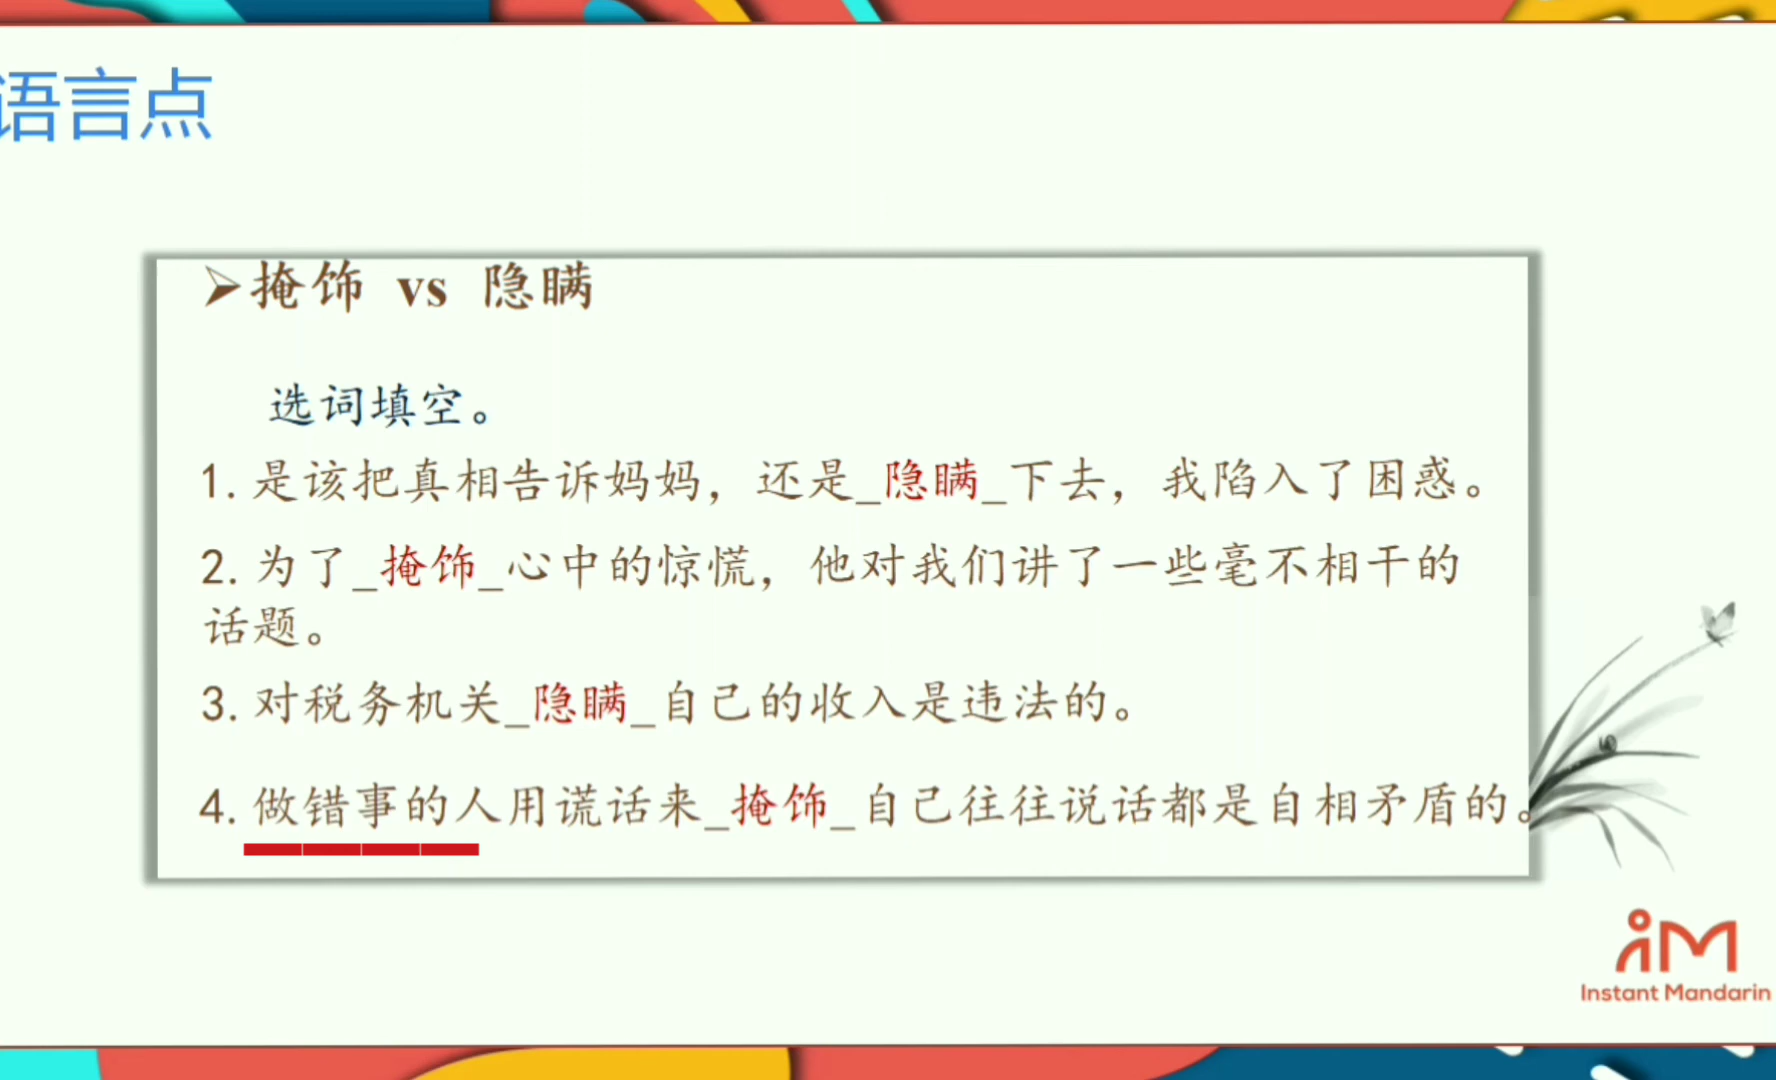 语言点
掩饰 vs 隐瞒
选词填空。
1. 是该把真相告诉妈妈，还是_隐瞒_下去，我陷入了困惑。
2. 为了_掩饰_心中的惊慌，他对我们讲了一些毫不相干的
话题。
3. 对税务机关_隐瞒_自己的收入是违法的。
4. 做错事的人用谎话来_掩饰_自己往往说话都是自相矛盾的。
iM
Instant Mandarin